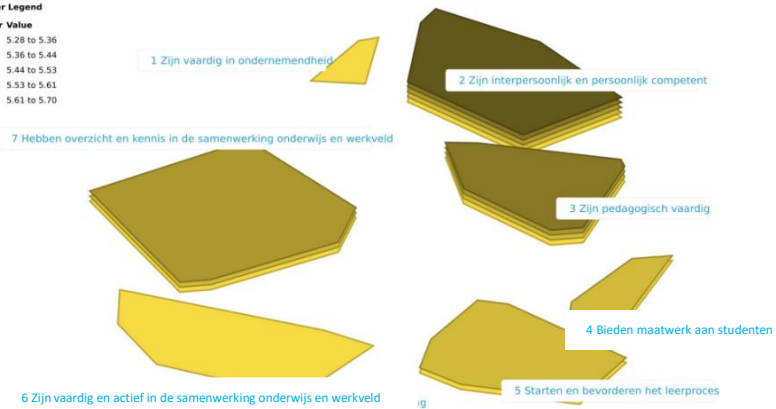 r Legend
r Value
5.28 to 5.36
5.36 to 5.44
5.44 to 5.53
5.53 to 5.61
5.61 to 5.70
1 Zijn vaardig in ondernemendheid
2 Zijn interpersoonlijk en persoonlijk competent
7 Hebben overzicht en kennis in de samenwerking onderwijs en werkveld
3 Zijn pedagogisch vaardig
4 Bieden maatwerk aan studenten
5 Starten en bevorderen het leerproces
6 Zijn vaardig en actief in de samenwerking onderwijs en werkveld